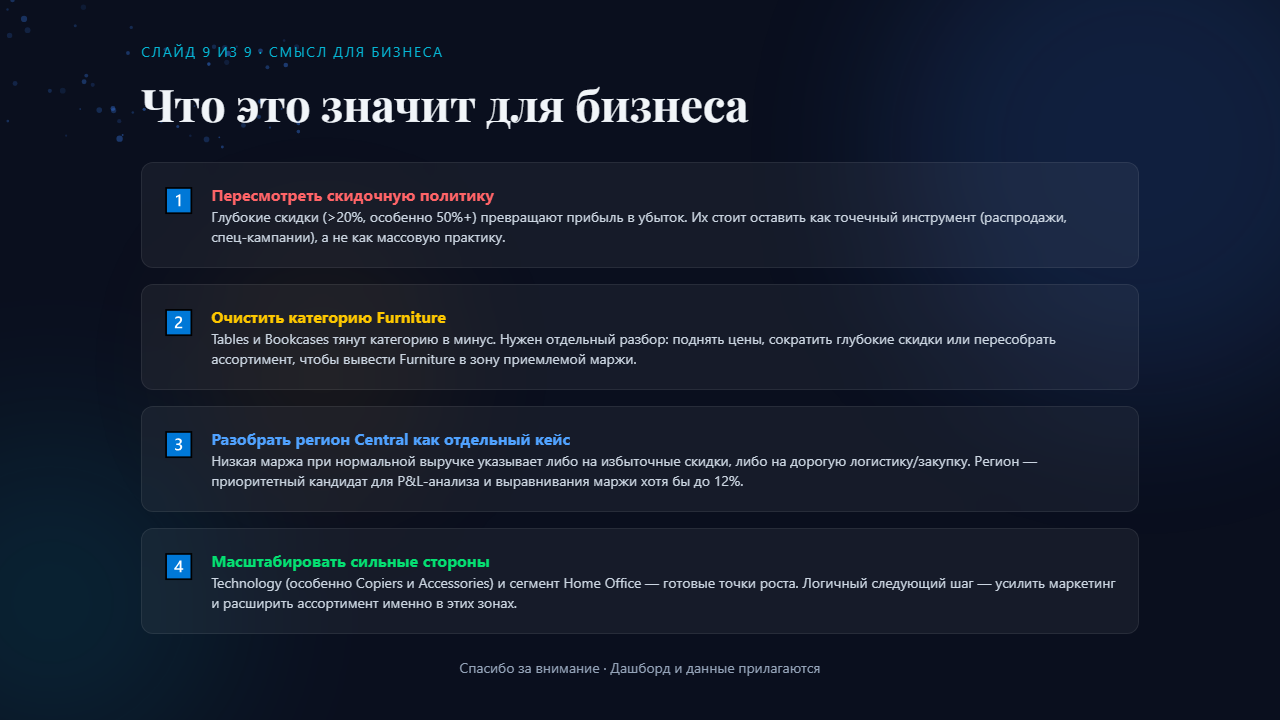 СЛАЙД 9 ИЗ 9 • СМЫСЛ ДЛЯ БИЗНЕСА
Что это значит для бизнеса
1
Пересмотреть скидочную политику
Глубокие скидки (>20%, особенно 50%+) превращают прибыль в убыток. Их стоит оставить как точечный инструмент (распродажи,
спец-кампании), а не как массовую практику.
2
Очистить категорию Furniture
Tables и Bookcases тянут категорию в минус. Нужен отдельный разбор: поднять цены, сократить глубокие скидки или пересобрать
ассортимент, чтобы вывести Furniture в зону приемлемой маржи.
3
Разобрать регион Central как отдельный кейс
Низкая маржа при нормальной выручке указывает либо на избыточные скидки, либо на дорогую логистику/закупку. Регион —
приоритетный кандидат для P&L-анализа и выравнивания маржи хотя бы до 12%.
4
Масштабировать сильные стороны
Technology (особенно Copiers и Accessories) и сегмент Home Office — готовые точки роста. Логичный следующий шаг — усилить маркетинг
и расширить ассортимент именно в этих зонах.
Спасибо за внимание · Дашборд и данные прилагаются